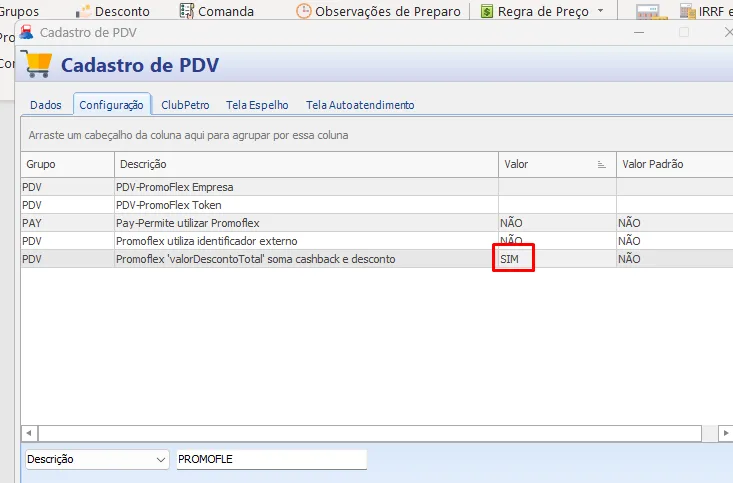 Grupos Desconto Comanda Observações de Preparo Regra de Preço IRRF e
Cadastro de PDV
Pro
Cor
Cadastro de PDV
Dados Configuração ClubPetro Tela Espelho Tela Autoatendimento
Arraste um cabeçalho da coluna aqui para agrupar por essa coluna
Grupo Descrição Valor Valor Padrão
PDV PDV-PromoFlex Empresa
PDV PDV-PromoFlex Token
PAY Pay-Permite utilizar Promoflex NÃO NÃO
PDV Promoflex utiliza identificador externo NÃO NÃO
PDV Promoflex 'valorDescontoTotal' soma cashback e desconto SIM NÃO
Descrição PROMOFLE